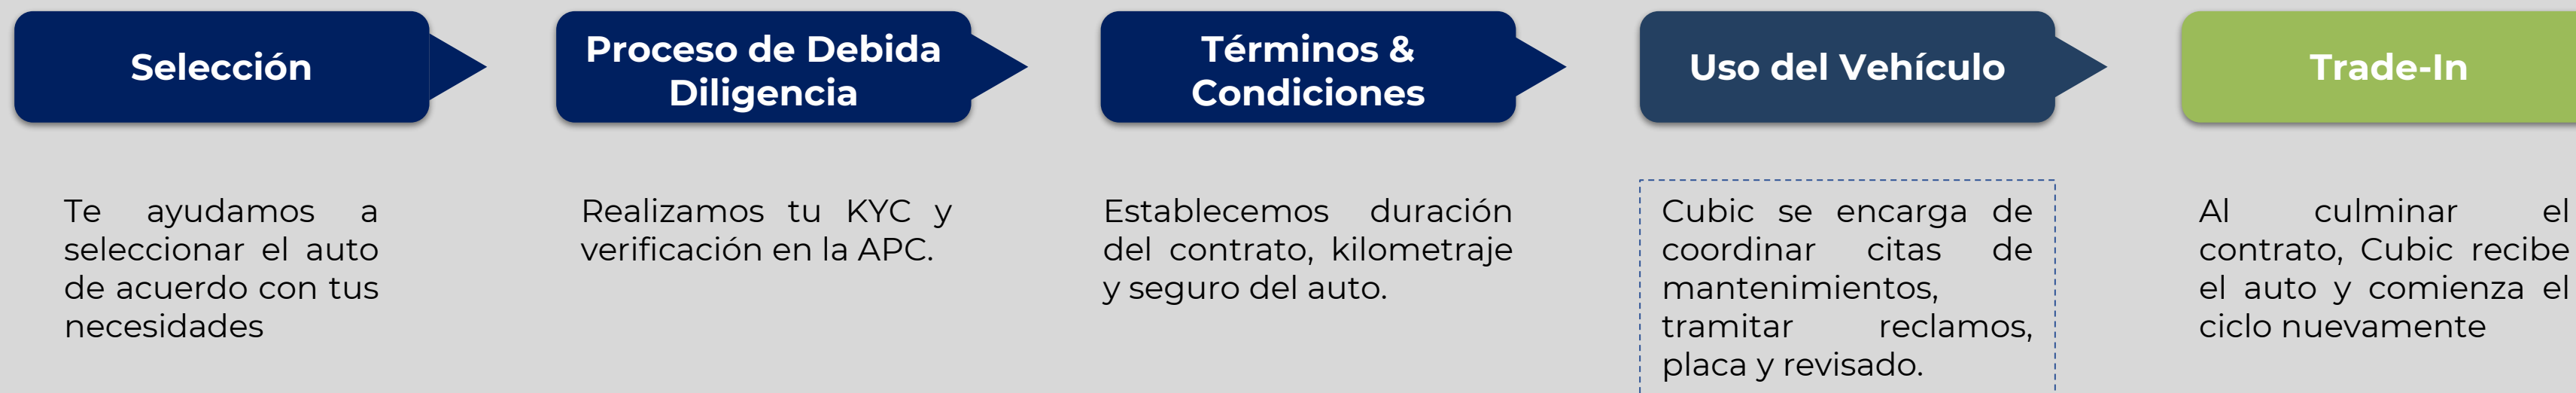 Selección
Te ayudamos a
seleccionar el auto
de acuerdo con tus
necesidades
Proceso de Debida
Diligencia
Realizamos tu KYC y
verificación en la APC.
Términos &
Condiciones
Establecemos duración
del contrato, kilometraje
y seguro del auto.
Uso del Vehículo
Cubic se encarga de
coordinar citas de
mantenimientos,
tramitar reclamos,
placa y revisado.
Trade-In
Al culminar el
contrato, Cubic recibe
el auto y comienza el
ciclo nuevamente